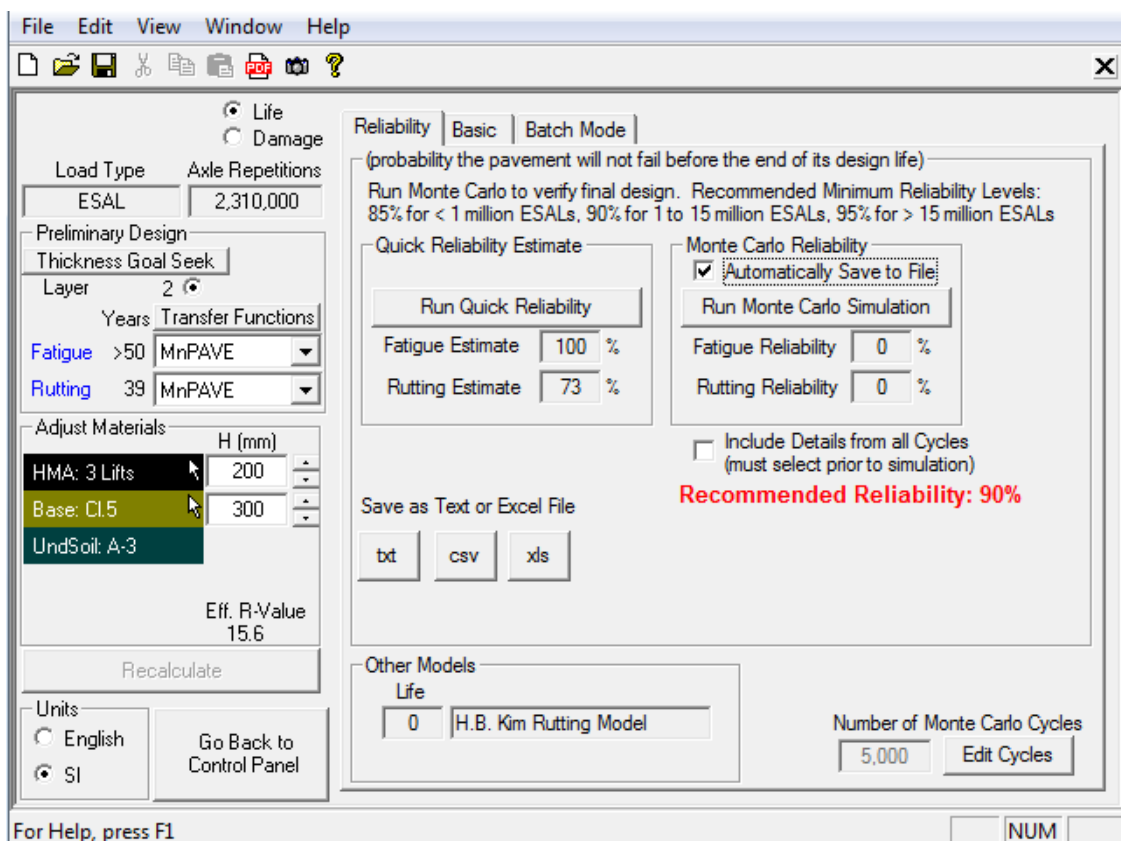 File Edit View Window Help
PDF
Life
Damage
Load Type Axle Repetitions
ESAL 2,310,000
Preliminary Design
Thickness Goal Seek
Layer 2
Years Transfer Functions
Fatigue >50 MnPAVE
Rutting 39 MnPAVE
Adjust Materials
H (mm)
HMA: 3 Lifts 200
Base: Cl.5 300
UndSoil: A-3
Eff. R-Value
15.6
Recalculate
Units
English
SI
Go Back to
Control Panel
Reliability Basic Batch Mode
(probability the pavement will not fail before the end of its design life)
Run Monte Carlo to verify final design. Recommended Minimum Reliability Levels:
85% for < 1 million ESALs, 90% for 1 to 15 million ESALs, 95% for > 15 million ESALs
Quick Reliability Estimate
Run Quick Reliability
Fatigue Estimate 100 %
Rutting Estimate 73 %
Monte Carlo Reliability
Automatically Save to File
Run Monte Carlo Simulation
Fatigue Reliability 0 %
Rutting Reliability 0 %
Include Details from all Cycles
(must select prior to simulation)
Recommended Reliability: 90%
Save as Text or Excel File
txt csv xls
Other Models
Life
0 H.B. Kim Rutting Model
Number of Monte Carlo Cycles
5,000 Edit Cycles
For Help, press F1 NUM